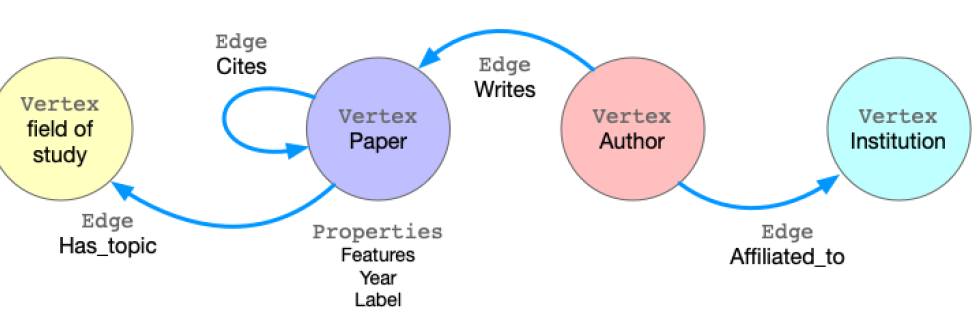 Edge
Cites
Edge
Writes
Vertex
field of
study
Vertex
Paper
Vertex
Author
Vertex
Institution
Edge
Has_topic
Properties
Features
Year
Label
Edge
Affiliated_to